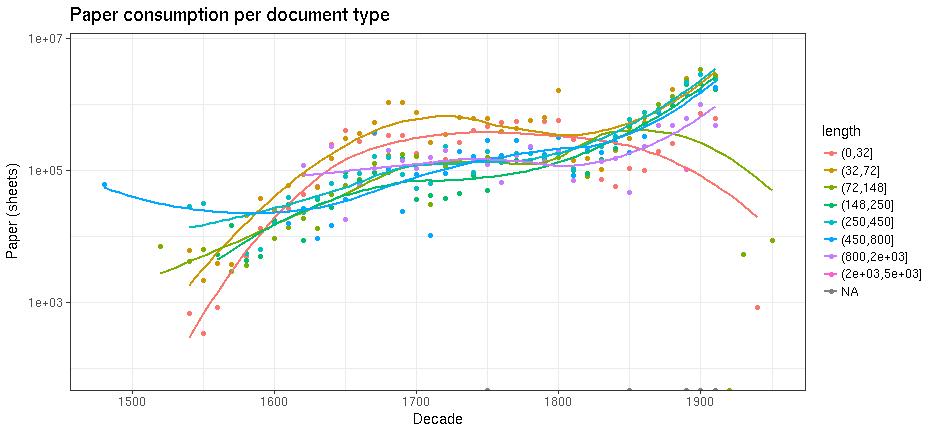 Paper consumption per document type
1e+07
1e+05
1e+03
Paper (sheets)
1500
1600
1700
1800
1900
Decade
length
(0,32]
(32,72]
(72,148]
(148,250]
(250,450]
(450,800]
(800,2e+03]
(2e+03,5e+03]
NA